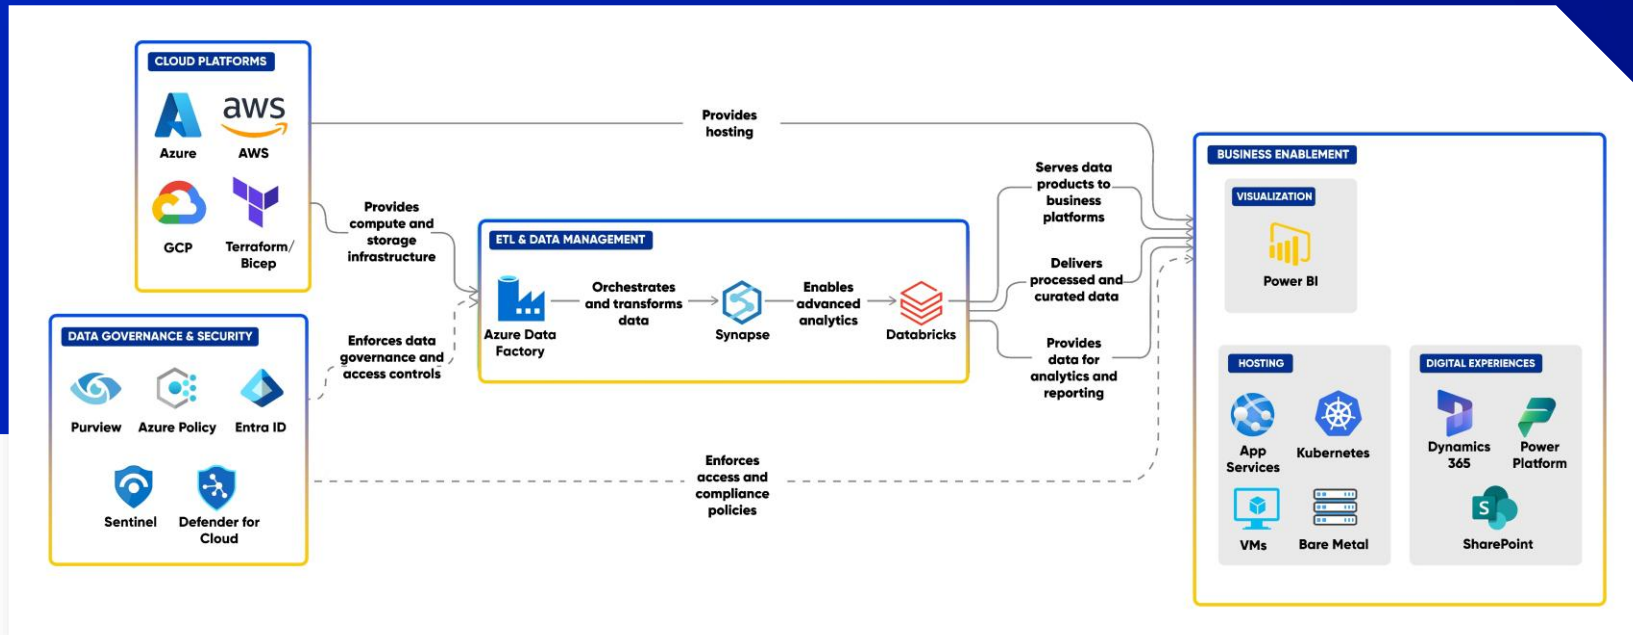 CLOUD PLATFORMS
aws
Azure
AWS
GCP
Terraform/
Bicep
DATA GOVERNANCE & SECURITY
Purview
Azure Policy
Entra ID
Sentinel
Defender for
Cloud
Provides
hosting
Provides
compute and
storage
infrastructure
Enforces data
governance and
access controls
Enforces
access and
compliance
policies
ETL & DATA MANAGEMENT
Azure Data
Factory
Orchestrates
and transforms
data
Synapse
Enables
advanced
analytics
Databricks
Serves data
products to
business
platforms
Delivers
processed and
curated data
Provides
data for
analytics and
reporting
BUSINESS ENABLEMENT
VISUALIZATION
Power BI
HOSTING
App
Services
Kubernetes
VMs
Bare Metal
DIGITAL EXPERIENCES
Dynamics
365
Power
Platform
S
SharePoint